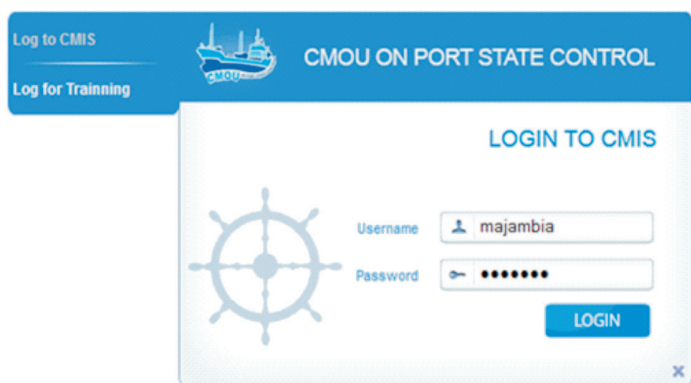 Log to CMIS
Log for Trainning
CMOU
CMOU ON PORT STATE CONTROL
LOGIN TO CMIS
Username
majambia
Password
•••••••
LOGIN